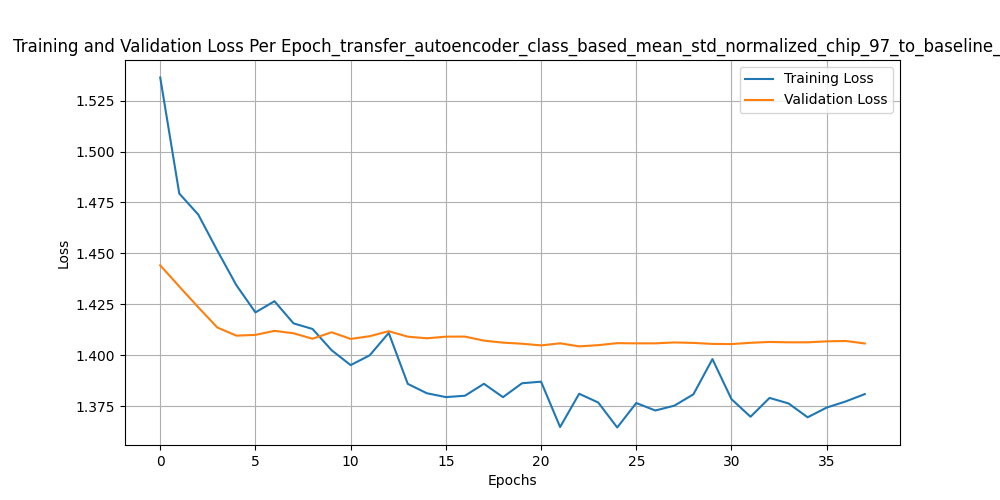 Training and Validation Loss Per Epoch_transfer_autoencoder_class_based_mean_std_normalized_chip_97_to_baseline_
Training Loss
Validation Loss
1.525
1.500
1.475
1.450
1.425
1.400
1.375
Loss
0 5 10 15 20 25 30 35
Epochs